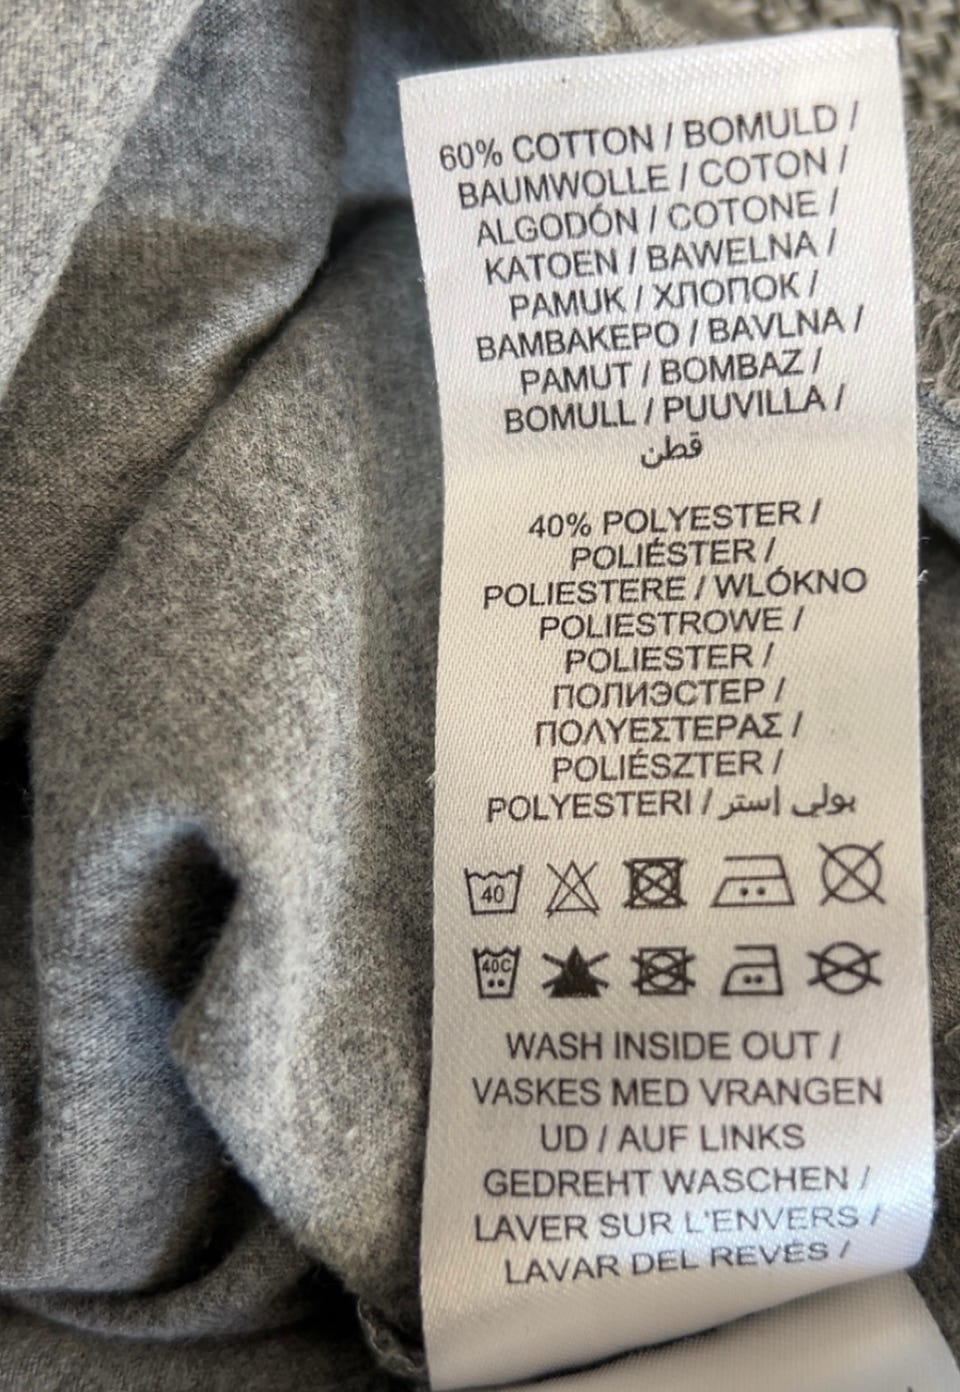 60% COTTON / BOMULD /
BAUMWOLLE / COTON /
ALGODÓN / COTONE /
KATOEN / BAWELNA /
PAMUK / ХЛОПОК /
BAMBAKEPO / BAVLNA /
PAMUT / BOMBAZ /
BOMULL / PUUVILLA /
قطن
40% POLYESTER /
POLIÉSTER /
POLIESTERE / WLÓKNO
POLIESTROWE /
POLIESTER /
ПОЛИЭСТЕР /
ΠΟΛΥΕΣΤΕΡΑΣ /
POLIÉSZTER /
POLYESTERI / بولي إستر
40
40C
WASH INSIDE OUT /
VASKES MED VRANGEN
UD / AUF LINKS
GEDREHT WASCHEN /
LAVER SUR L'ENVERS /
LAVAR DEL REVÉS /